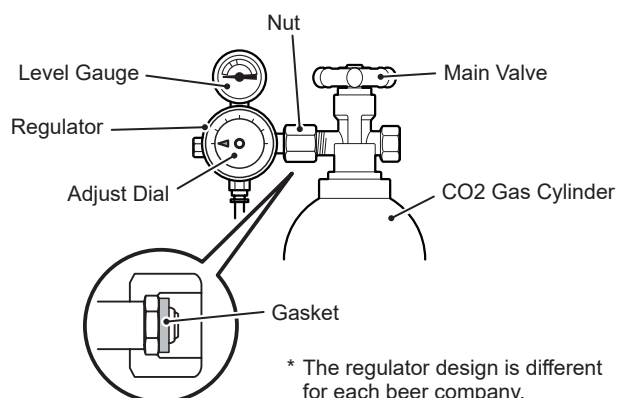 Nut
Level Gauge
Main Valve
Regulator
Adjust Dial
CO2 Gas Cylinder
Gasket
* The regulator design is different
for each beer company.